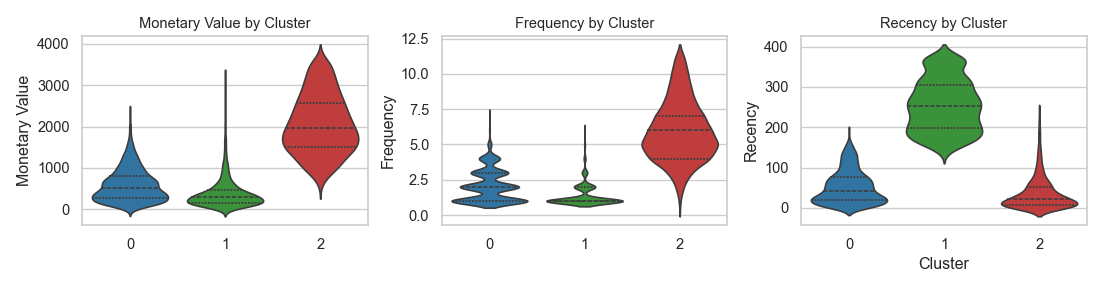 Monetary Value by Cluster
Monetary Value
4000
3000
2000
1000
0
0 1 2
Frequency by Cluster
Frequency
12.5
10.0
7.5
5.0
2.5
0.0
0 1 2
Recency by Cluster
Recency
400
300
200
100
0
0 1 2
Cluster